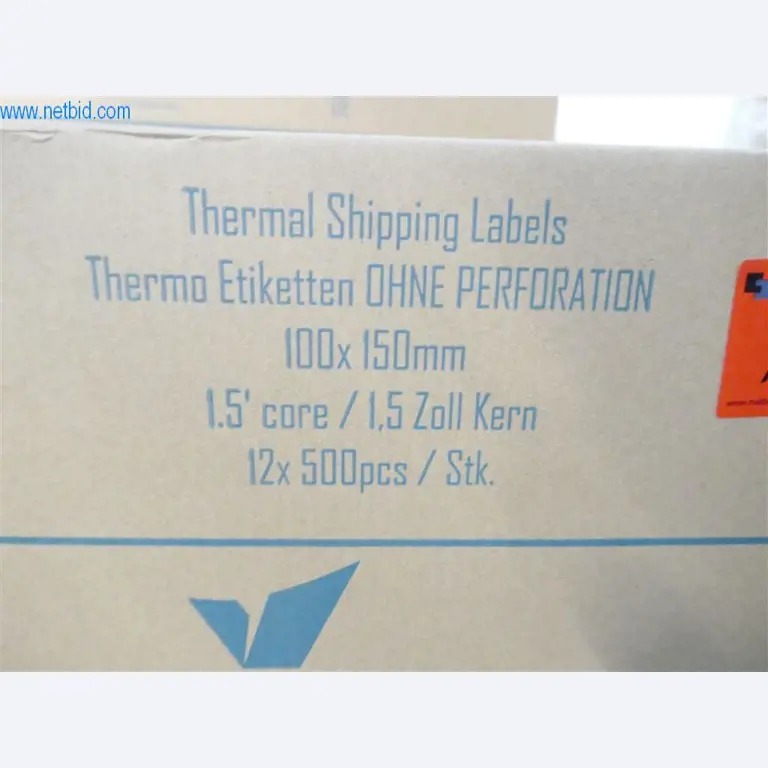 www.netbid.com
Thermal Shipping Labels
Thermo Etiketten OHNE PERFORATION
100x 150mm
1.5' core / 1,5 Zoll Kern
12x 500pcs / Stk.